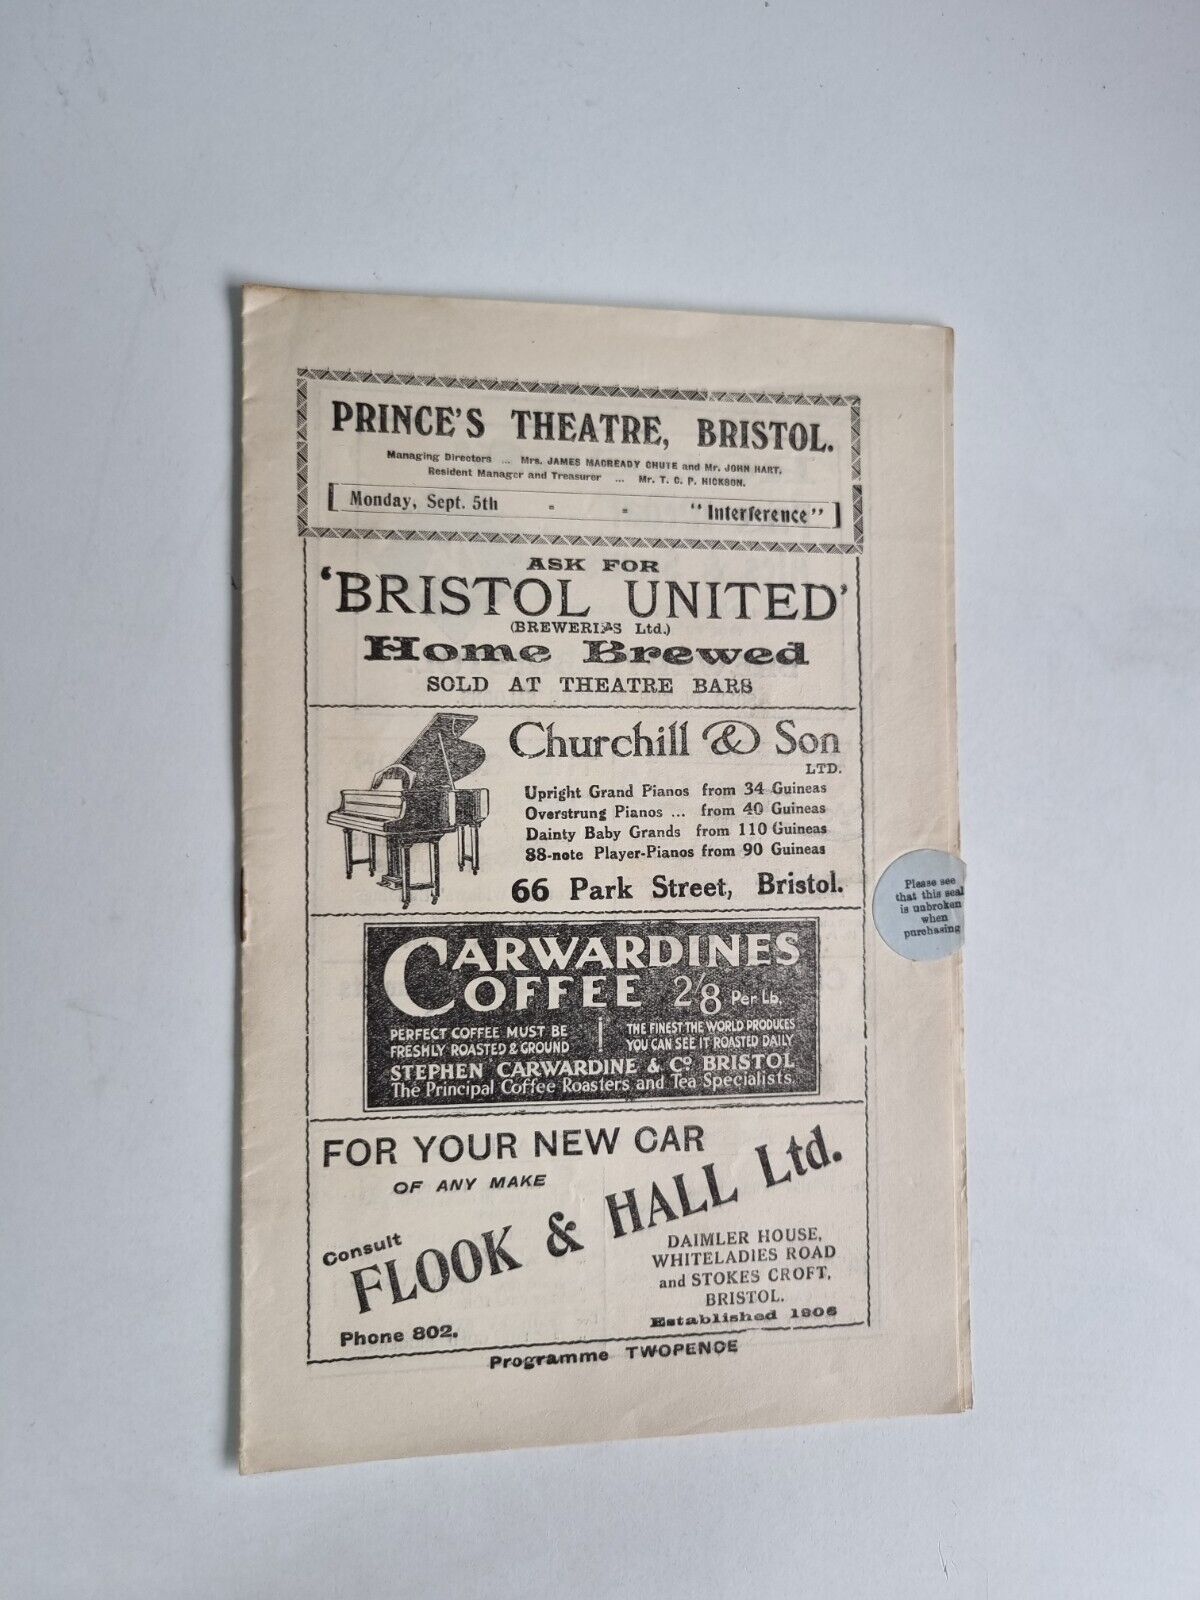 PRINCE'S THEATRE, BRISTOL.
Managing Directors ... Mrs. JAMES MACREADY CHUTE and Mr. JOHN HART.
Resident Manager and Treasurer ... Mr. T. C. P. HICKSON.
Monday, Sept. 5th " " "Interference"
ASK FOR
'BRISTOL UNITED'
(BREWERIES Ltd.)
Home Brewed
SOLD AT THEATRE BARS
Churchill & Son
LTD.
Upright Grand Pianos from 34 Guineas
Overstrung Pianos ... from 40 Guineas
Dainty Baby Grands from 110 Guineas
88-note Player-Pianos from 90 Guineas
66 Park Street, Bristol.
Please see
that this seal
is unbroken
when
purchasing
CARWARDINES
COFFEE 2/8 Per Lb.
PERFECT COFFEE MUST BE
FRESHLY ROASTED & GROUND
THE FINEST THE WORLD PRODUCES
YOU CAN SEE IT ROASTED DAILY
STEPHEN CARWARDINE & Co. BRISTOL
The Principal Coffee Roasters and Tea Specialists.
FOR YOUR NEW CAR
OF ANY MAKE
Consult
FLOOK & HALL Ltd.
DAIMLER HOUSE,
WHITELADIES ROAD
and STOKES CROFT,
BRISTOL.
Established 1906
Phone 802.
Programme TWOPENCE